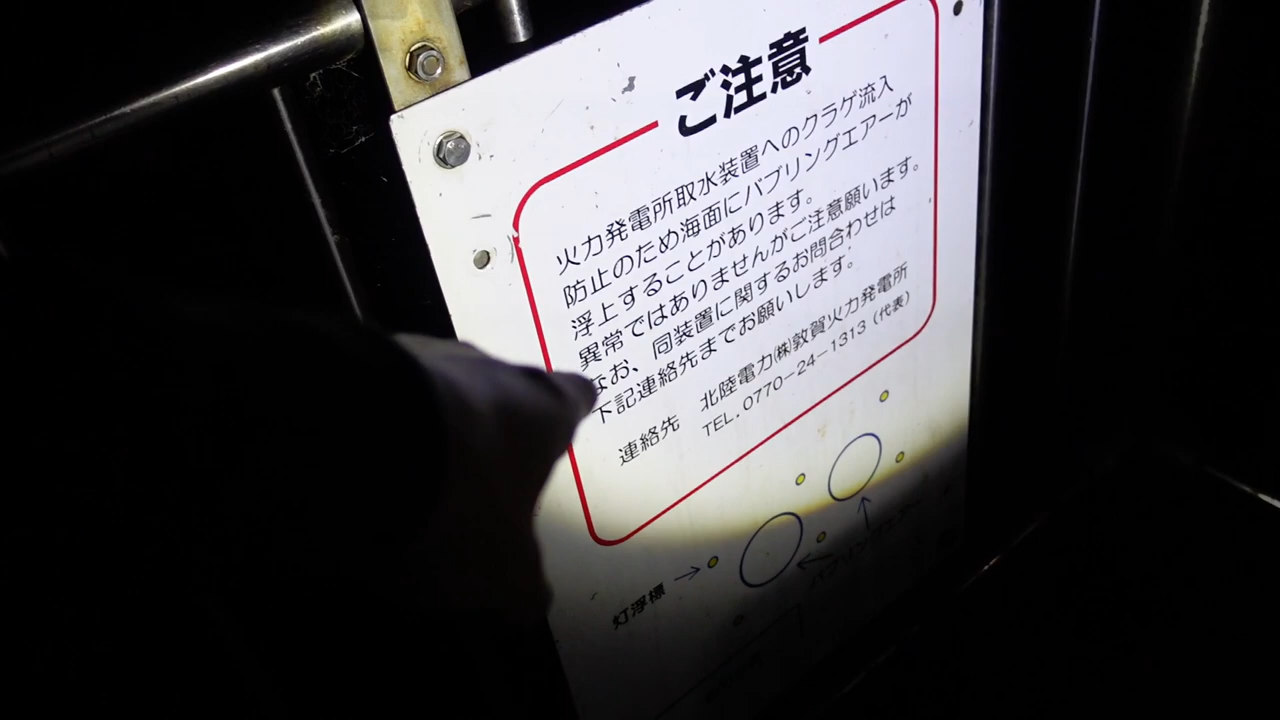 ご注意
火力発電所取水装置へのクラゲ流入
防止のため海面にバブリングエアーが
浮上することがあります。
異常ではありませんがご注意願います。
なお、同装置に関するお問合わせは
下記連絡先までお願いします。
連絡先 北陸電力㈱敦賀火力発電所
TEL.0770-24-1313(代表)
灯浮標